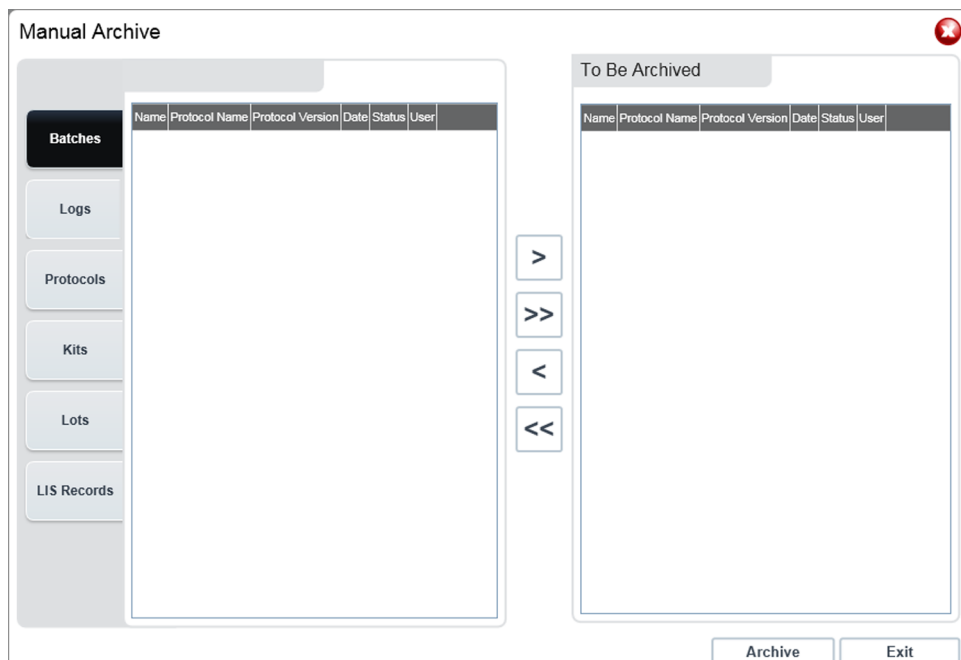 Manual Archive
To Be Archived
Name Protocol Name Protocol Version Date Status User
Name Protocol Name Protocol Version Date Status User
Batches
Logs
Protocols
Kits
Lots
LIS Records
>
>>
<
<<
Archive
Exit